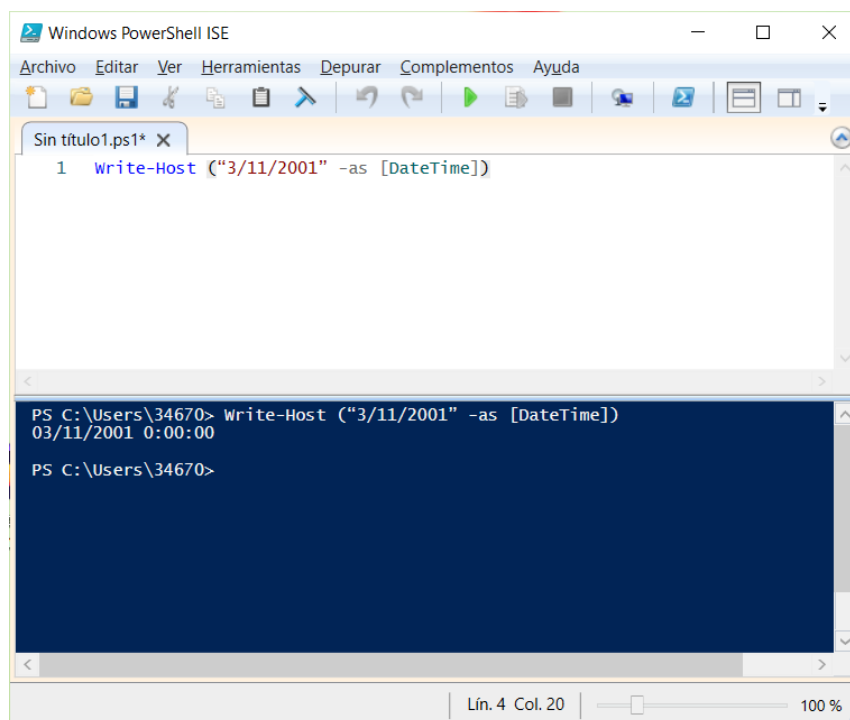 Windows PowerShell ISE
Archivo Editar Ver Herramientas Depurar Complementos Ayuda
Sin título1.ps1* X
1 Write-Host (“3/11/2001” -as [DateTime])
PS C:\Users\34670> Write-Host (“3/11/2001” -as [DateTime])
03/11/2001 0:00:00
PS C:\Users\34670>
Lín. 4 Col. 20 100 %